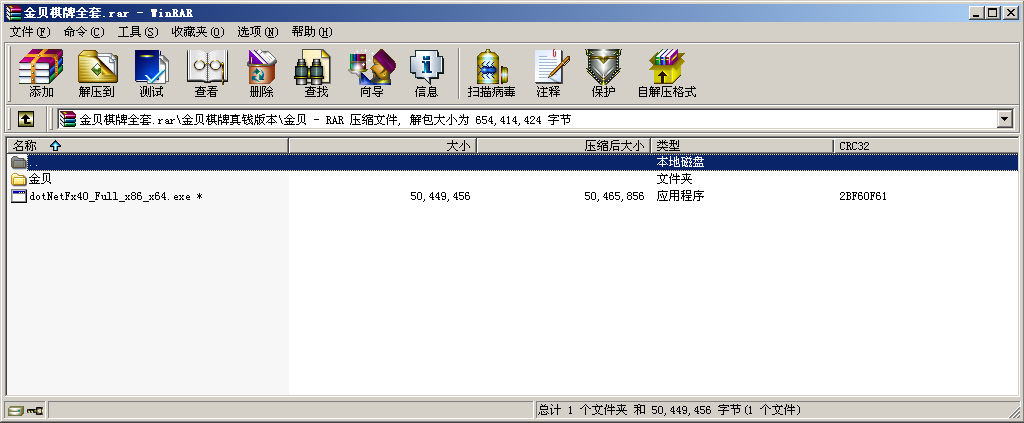 金贝棋牌全套.rar - WinRAR
文件(F) 命令(C) 工具(S) 收藏夹(O) 选项(N) 帮助(H)
添加 解压到 测试 查看 删除 查找 向导 信息 扫描病毒 注释 保护 自解压格式
金贝棋牌全套.rar\金贝棋牌真钱版本\金贝 - RAR 压缩文件, 解包大小为 654,414,424 字节
名称 大小 压缩后大小 类型 CRC32
.. 本地磁盘
金贝 文件夹
dotNetFx40_Full_x86_x64.exe * 50,449,456 50,465,856 应用程序 2BF60F61
总计 1 个文件夹 和 50,449,456 字节(1 个文件)